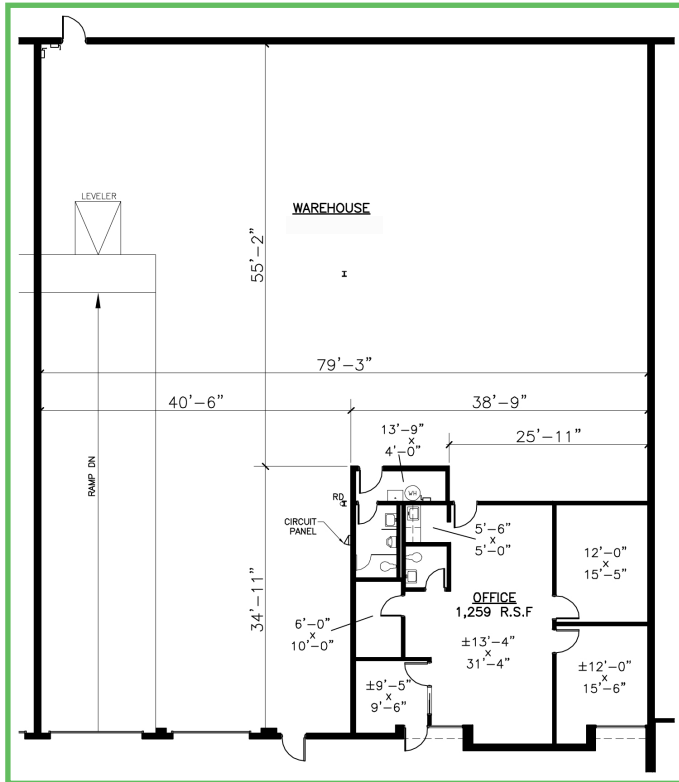 LEVELER
WAREHOUSE
55'-2"
79'-3"
40'-6"
38'-9"
13'-9"
x
4'-0"
25'-11"
RAMP DN
WH
RD
CIRCUIT
PANEL
5'-6"
x
5'-0"
12'-0"
x
15'-5"
OFFICE
1,259 R.S.F
34'-11"
6'-0"
x
10'-0"
±13'-4"
x
31'-4"
±9'-5"
x
9'-6"
±12'-0"
x
15'-6"